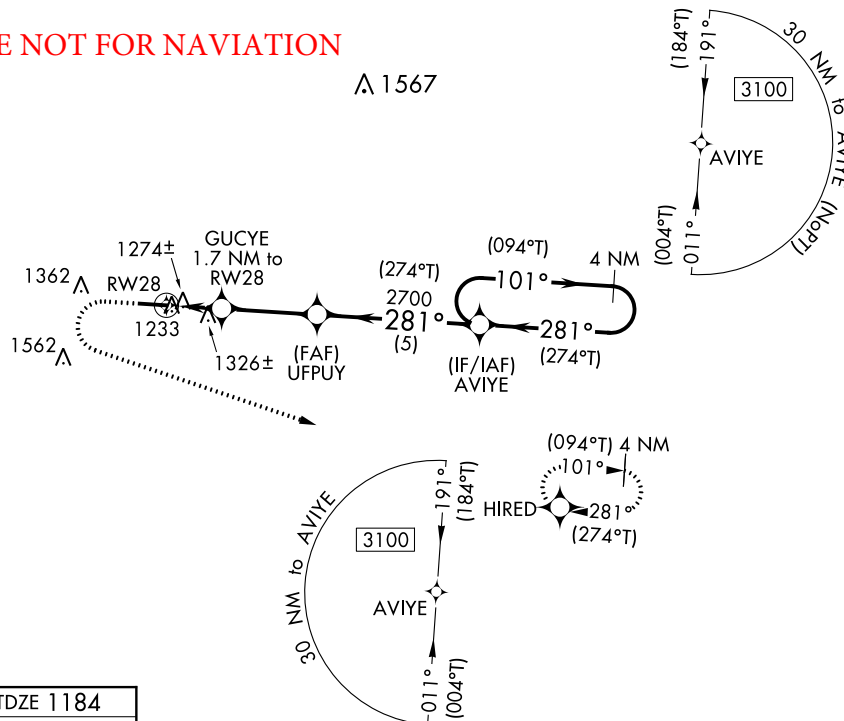 E NOT FOR NAVIATION
1567
(184°T)
191°
30 NM to AVIYE (NoPT)
3100
AVIYE
(004°T)
011°
1274±
GUCYE
1.7 NM to
RW28
1362
RW28
1233
1562
1326±
(FAF)
UFPUY
(274°T)
2700
281°
(5)
(094°T)
101°
4 NM
281°
(274°T)
(IF/IAF)
AVIYE
(094°T) 4 NM
101°
HIRED
281°
(274°T)
30 NM to AVIYE
191°
(184°T)
3100
AVIYE
011°
(004°T)
TDZE 1184